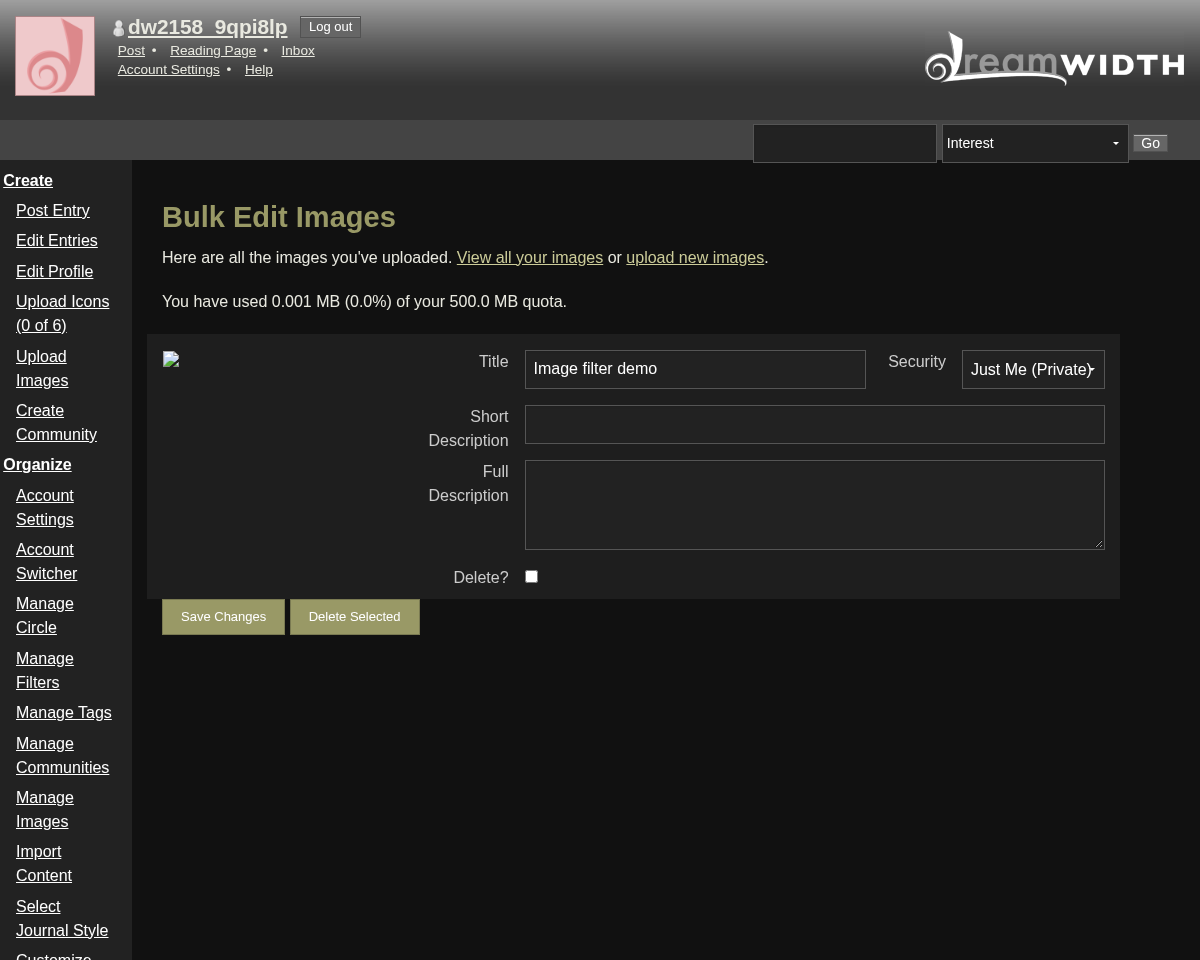 dw2158_9qpi8lp Log out
Post • Reading Page • Inbox
Account Settings • Help
dreamwidth
Interest Go
Create
Post Entry
Edit Entries
Edit Profile
Upload Icons
(0 of 6)
Upload
Images
Create
Community
Organize
Account
Settings
Account
Switcher
Manage
Circle
Manage
Filters
Manage Tags
Manage
Communities
Manage
Images
Import
Content
Select
Journal Style
Customize
Bulk Edit Images
Here are all the images you've uploaded. View all your images or upload new images.
You have used 0.001 MB (0.0%) of your 500.0 MB quota.
Title Image filter demo Security Just Me (Private)
Short
Description
Full
Description
Delete?
Save Changes Delete Selected